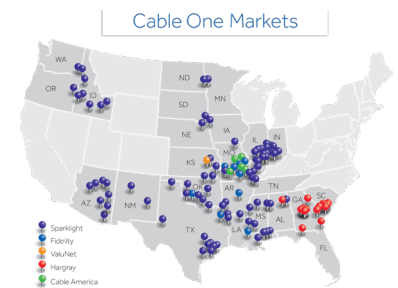 Cable One Markets
WA
OR
ID
ND
MN
SD
IA
NE
IL
IN
MO
KS
OK
AR
TN
AZ
NM
MS
AL
GA
SC
TX
LA
FL
Sparklight
Fidelity
ValuNet
Hargray
Cable America